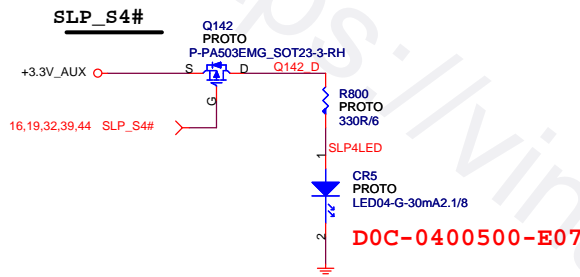 SLP_S4#
Q142
PROTO
P-PA503EMG_SOT23-3-RH
+3.3V_AUX
S
D
Q142_D
G
R800
PROTO
330R/6
16,19,32,39,44 SLP_S4#
1
SLP4LED
CR5
PROTO
LED04-G-30mA2.1/8
2
D0C-0400500-E07